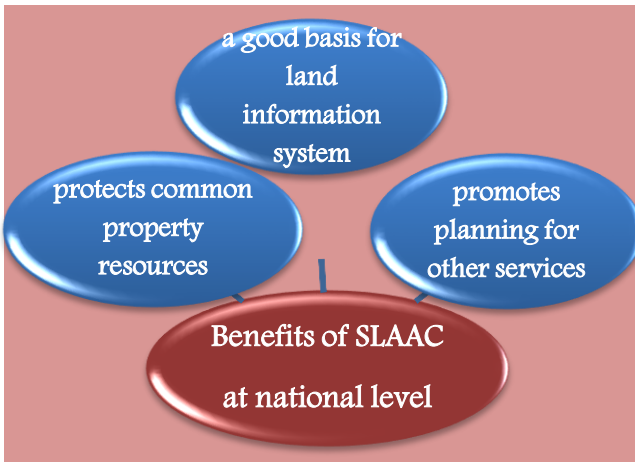 a good basis for
land
information
system
protects common
property
resources
promotes
planning for
other services
Benefits of SLAAC
at national level